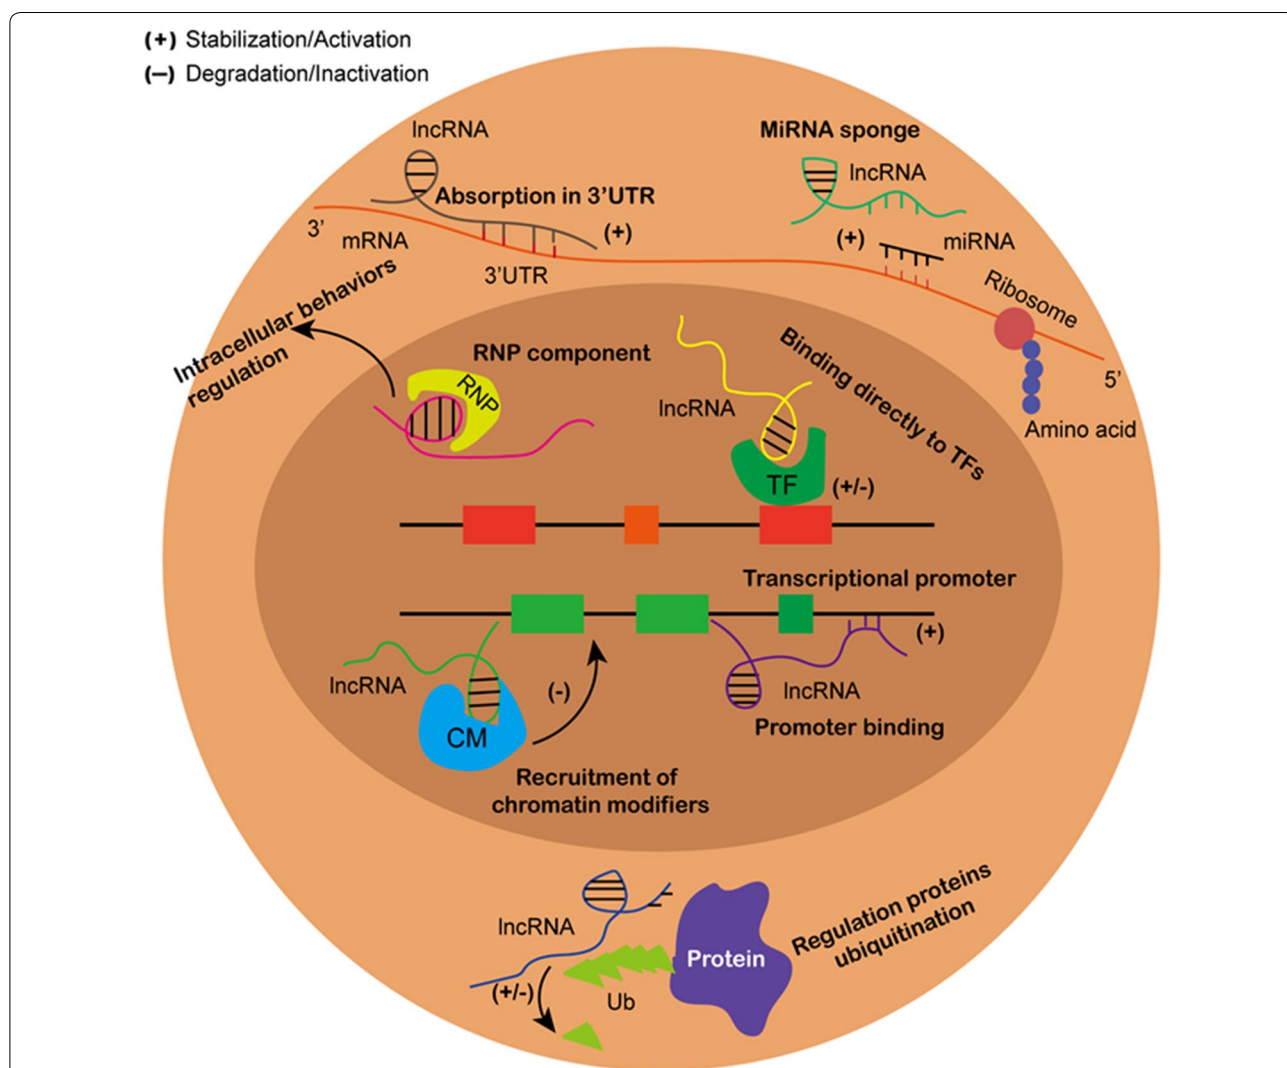 (+) Stabilization/Activation
(−) Degradation/Inactivation
lncRNA
Absorption in 3’UTR
(+)
3’
mRNA
3’UTR
MiRNA sponge
lncRNA
(+)
miRNA
Ribosome
5’
Amino acid
Intracellular behaviors
regulation
RNP component
RNP
lncRNA
Binding directly to TFs
TF
(+/-)
Transcriptional promoter
(+)
lncRNA
(-)
CM
Recruitment of
chromatin modifiers
lncRNA
Promoter binding
lncRNA
(+/-)
Ub
Protein
Regulation proteins
ubiquitination